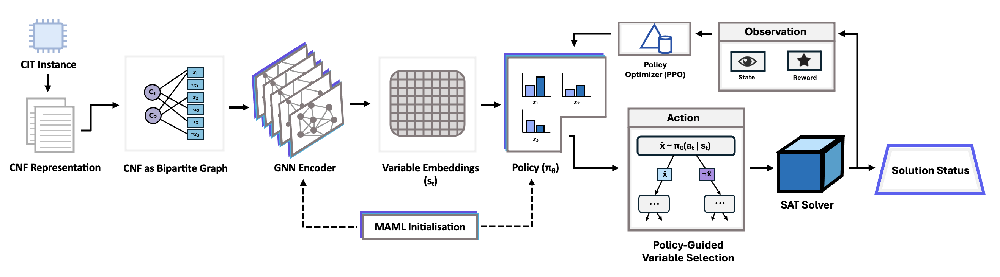 CIT Instance
CNF Representation
C1
C2
x1
¬x1
x2
¬x2
x3
¬x3
CNF as Bipartite Graph
GNN Encoder
Variable Embeddings
(st)
x1
x2
x3
Policy (πθ)
MAML Initialisation
Policy
Optimizer (PPO)
Observation
State
Reward
Action
x̂ ~ πθ(at | st)
x̂
¬x̂
...
...
Policy-Guided
Variable Selection
SAT Solver
Solution Status